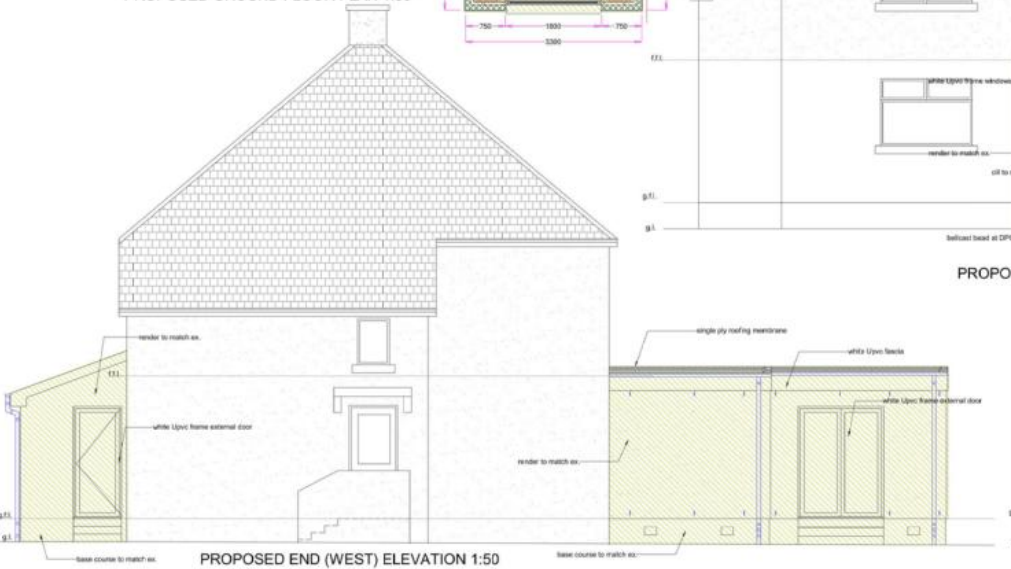 750
1800
750
3300
f.f.l.
white Upvc frame windows
render to match ex.
cill to
g.f.l.
g.l.
bellcast bead at DP
PROPO
single ply roofing membrane
render to match ex.
white Upvc fascia
f.f.l.
white Upvc frame external door
white Upvc frame external door
render to match ex.
g.f.l.
g.l.
base course to match ex.
PROPOSED END (WEST) ELEVATION 1:50
base course to match ex.